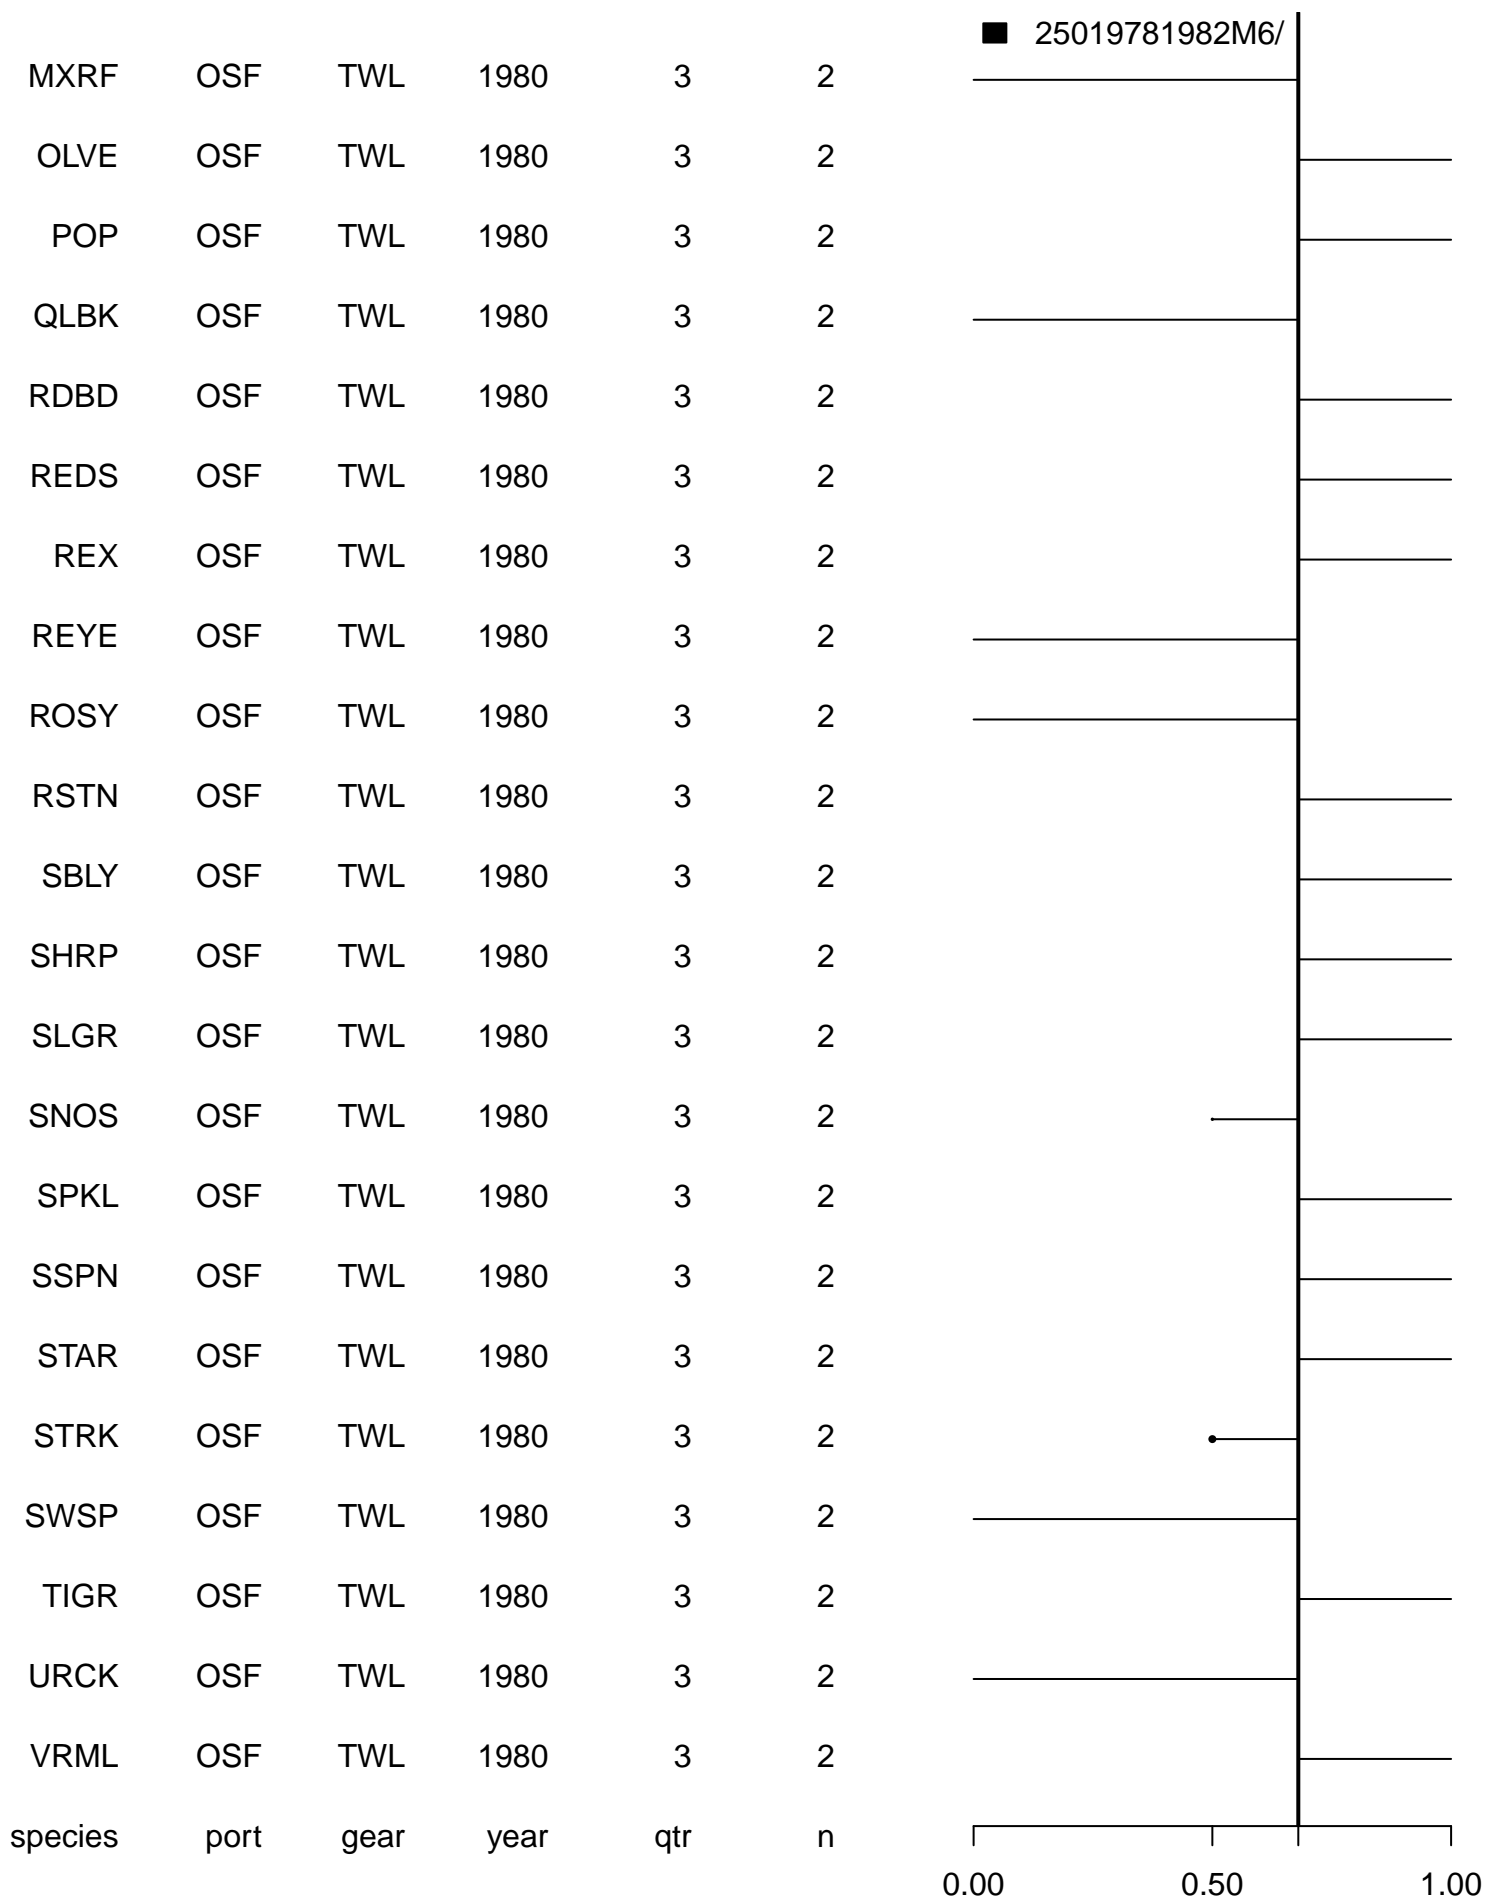 25019781982M6/
MXRF OSF TWL 1980 3 2
OLVE OSF TWL 1980 3 2
POP OSF TWL 1980 3 2
QLBK OSF TWL 1980 3 2
RDBD OSF TWL 1980 3 2
REDS OSF TWL 1980 3 2
REX OSF TWL 1980 3 2
REYE OSF TWL 1980 3 2
ROSY OSF TWL 1980 3 2
RSTN OSF TWL 1980 3 2
SBLY OSF TWL 1980 3 2
SHRP OSF TWL 1980 3 2
SLGR OSF TWL 1980 3 2
SNOS OSF TWL 1980 3 2
SPKL OSF TWL 1980 3 2
SSPN OSF TWL 1980 3 2
STAR OSF TWL 1980 3 2
STRK OSF TWL 1980 3 2
SWSP OSF TWL 1980 3 2
TIGR OSF TWL 1980 3 2
URCK OSF TWL 1980 3 2
VRML OSF TWL 1980 3 2
species port gear year qtr n
0.00 0.50 1.00